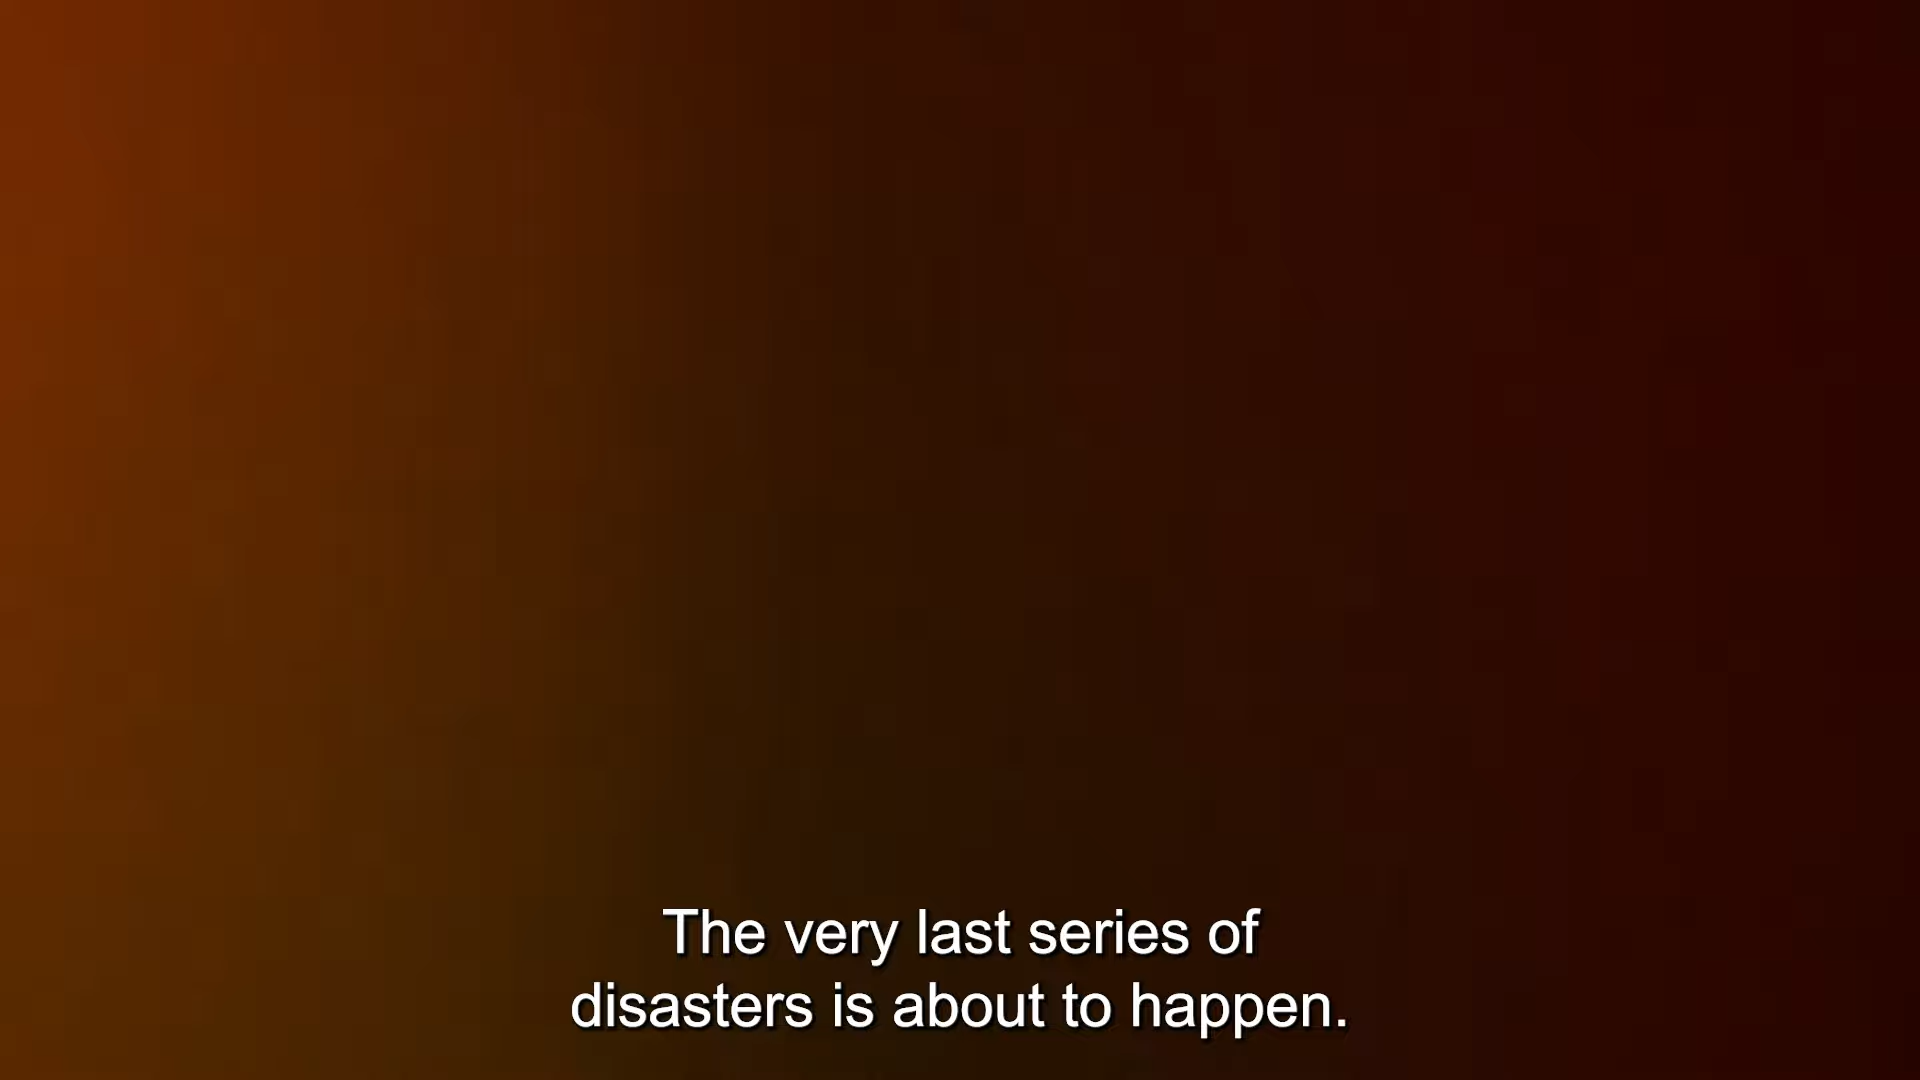 The very last series of
disasters is about to happen.